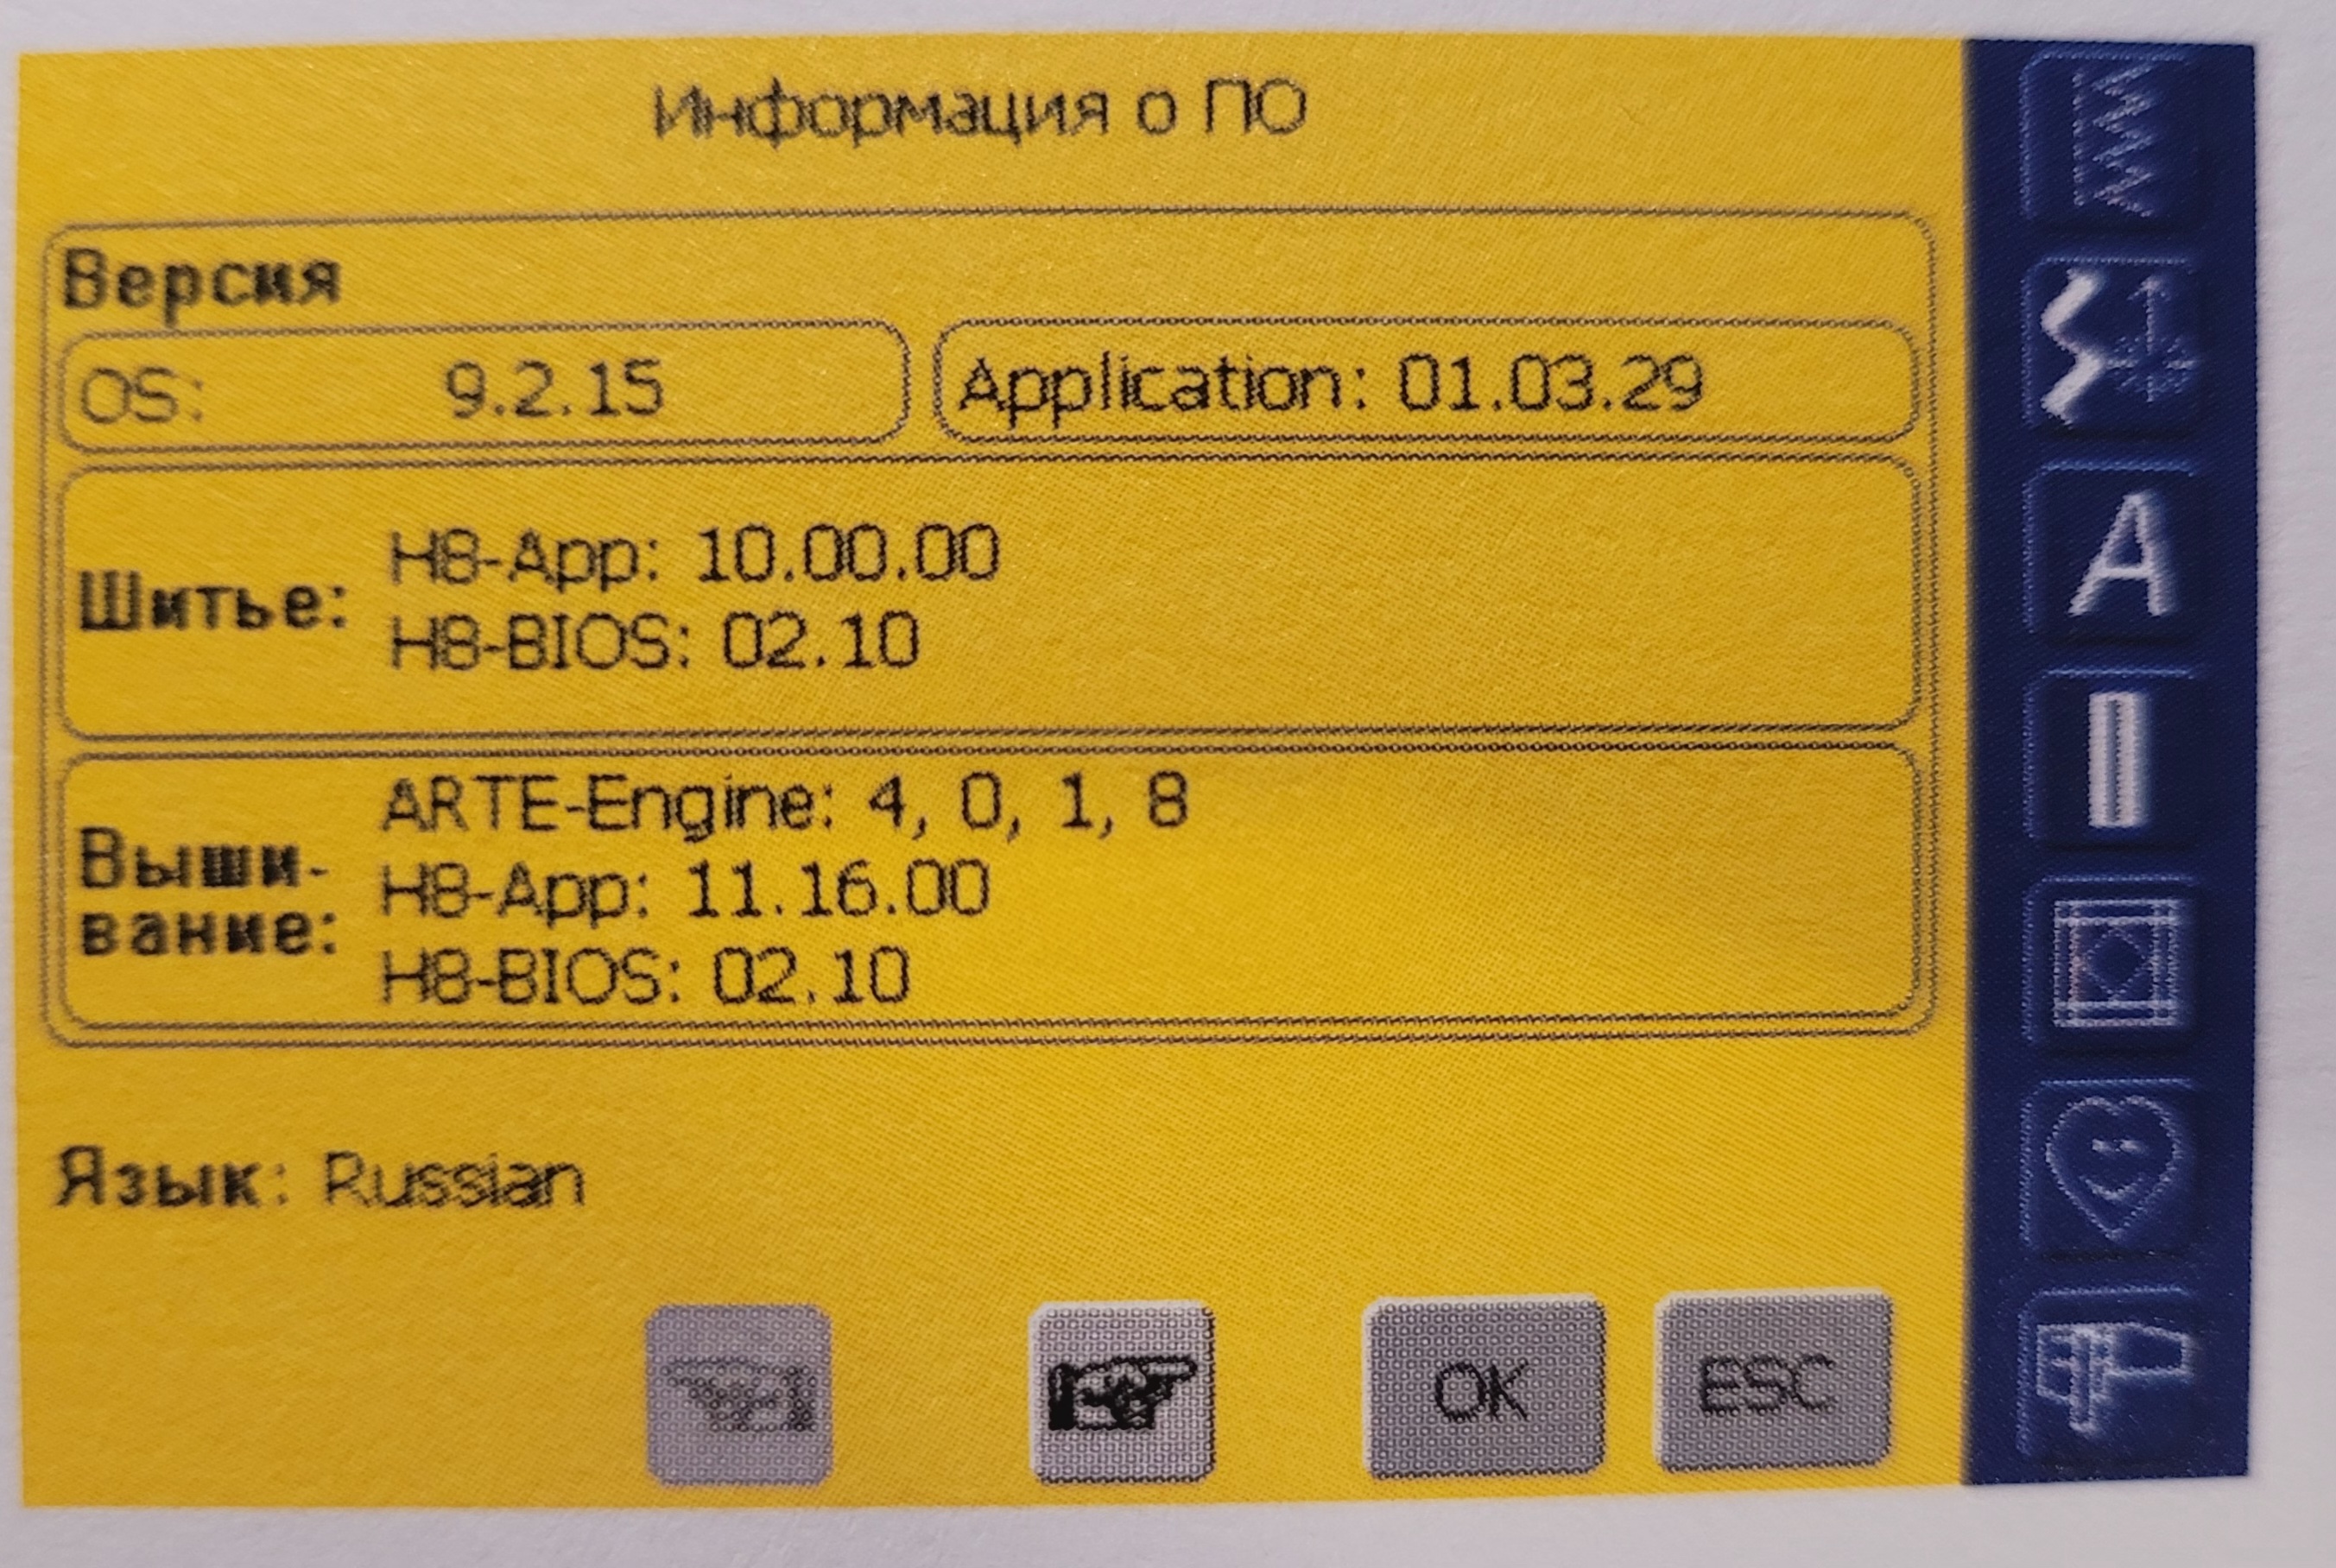 Информация о ПО
Версия
OS: 9.2.15
Application: 01.03.29
Шитье:
H8-App: 10.00.00
H8-BIOS: 02.10
Выши-
вание:
ARTE-Engine: 4, 0, 1, 8
H8-App: 11.16.00
H8-BIOS: 02.10
Язык: Russian
OK
ESC
A